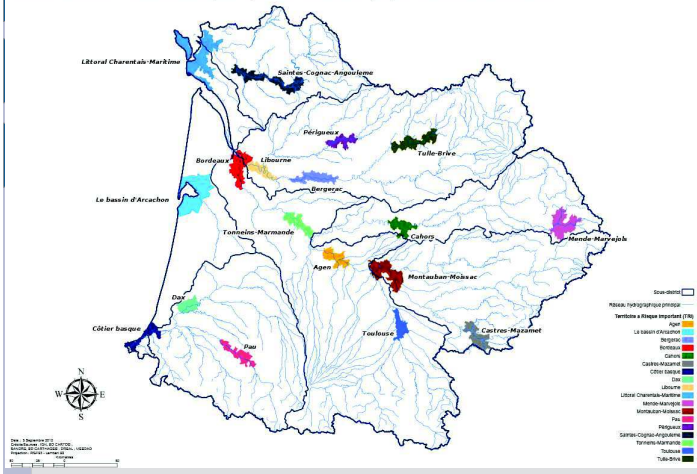 Littoral Charentais-Maritime
Saintes-Cognac-Angouleme
Périgueux
Tulle-Brive
Bordeaux
Libourne
Bergerac
Le bassin d'Arcachon
Tonneins-Marmande
Cahors
Mende-Marvejols
Agen
Montauban-Moissac
Dax
Côtier basque
Pau
Toulouse
Castres-Mazamet
N
W
E
S
Sous-district
Réseau hydrographique principal
Territoire à Risque Important (TRI)
Agen
Le bassin d'Arcachon
Bergerac
Bordeaux
Cahors
Castres-Mazamet
Côtier basque
Dax
Libourne
Littoral Charentais-Maritime
Mende-Marvejols
Montauban-Moissac
Pau
Périgueux
Saintes-Cognac-Angouleme
Tonneins-Marmande
Toulouse
Tulle-Brive